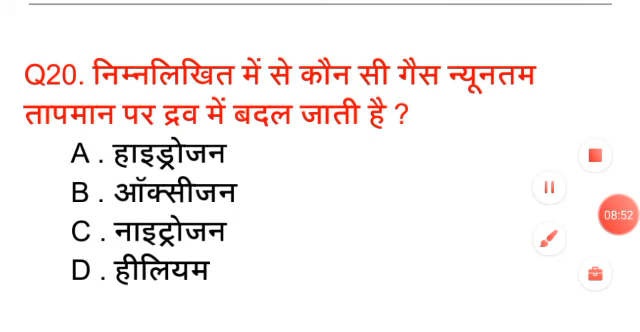 Q20. निम्नलिखित में से कौन सी गैस न्यूनतम
तापमान पर द्रव में बदल जाती है ?
A . हाइड्रोजन
B . ऑक्सीजन
C . नाइट्रोजन
D . हीलियम
08:52